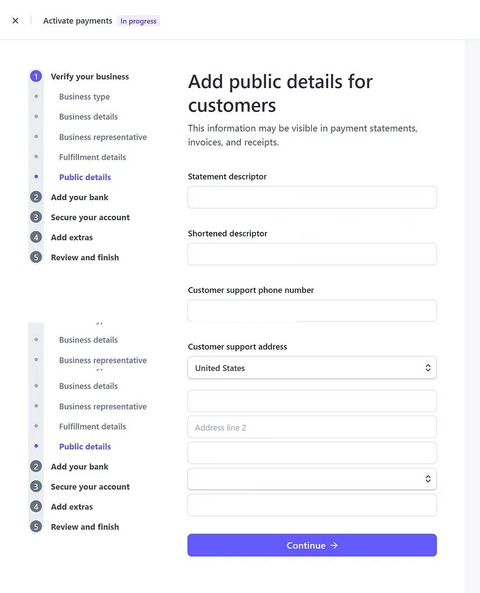 Activate payments In progress
1 Verify your business
Business type
Business details
Business representative
Fulfillment details
Public details
2 Add your bank
3 Secure your account
4 Add extras
5 Review and finish
Business details
Business representative
Business details
Business representative
Fulfillment details
Public details
2 Add your bank
3 Secure your account
4 Add extras
5 Review and finish
Add public details for
customers
This information may be visible in payment statements,
invoices, and receipts.
Statement descriptor
Shortened descriptor
Customer support phone number
Customer support address
United States
Address line 2
Continue →